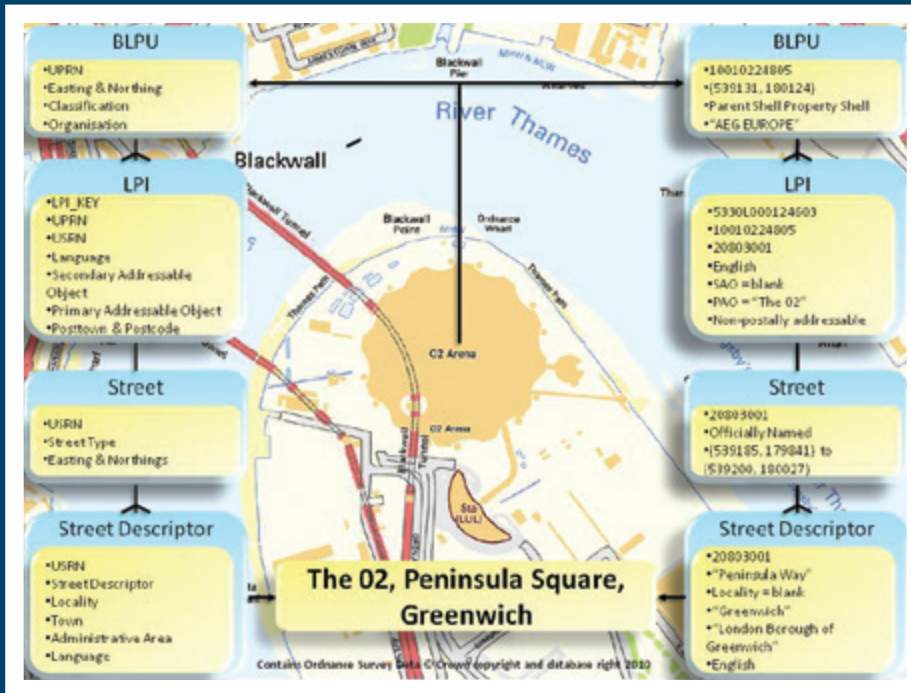 BLPU
•UPRN
•Easting & Northing
•Classification
•Organisation
LPI
•LPI_KEY
•UPRN
•USRN
•Language
•Secondary Addressable
Object
•Primary Addressable Object
•Posttown & Postcode
Street
•USRN
•Street Type
•Easting & Northings
Street Descriptor
•USRN
•Street Descriptor
•Locality
•Town
•Administrative Area
•Language
Blackwall
Pier
River Thames
Blackwall
Blackwall Tunnel
Blackwall
Point
Ordnance
Wharf
Thames Path
Thames Path
O2 Arena
O2 Arena
Blackwall
Tunnel
Sta
(LUL)
The 02, Peninsula Square,
Greenwich
Contains Ordnance Survey Data © Crown copyright and database right 2010
BLPU
•10010224805
•(539131, 180124)
•Parent Shell Property Shell
•"AEG EUROPE"
LPI
•5330L000124603
•10010224805
•20803001
•English
•SAO = blank
•PAO = "The 02"
•Non-postally addressable
Street
•20803001
•Officially Named
•(539185, 179841) to
(539200, 180027)
Street Descriptor
•20803001
•"Peninsula Way"
•Locality = blank
•"Greenwich"
•"London Borough of
Greenwich"
•English